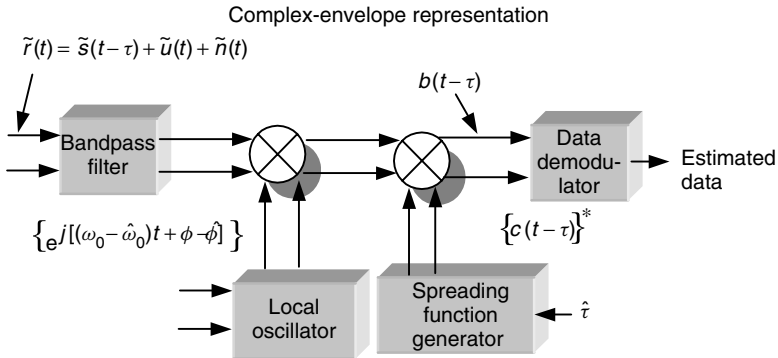 Complex-envelope representation
r̃(t) = s̃(t−τ) + ũ(t) + ñ(t)
b(t−τ)
Bandpass
filter
Data
demodu-
lator
Estimated
data
{e j[(ω₀ − ω̂₀)t + ϕ −ϕ̂] }
{c(t−τ)}*
Local
oscillator
Spreading
function
generator
τ̂